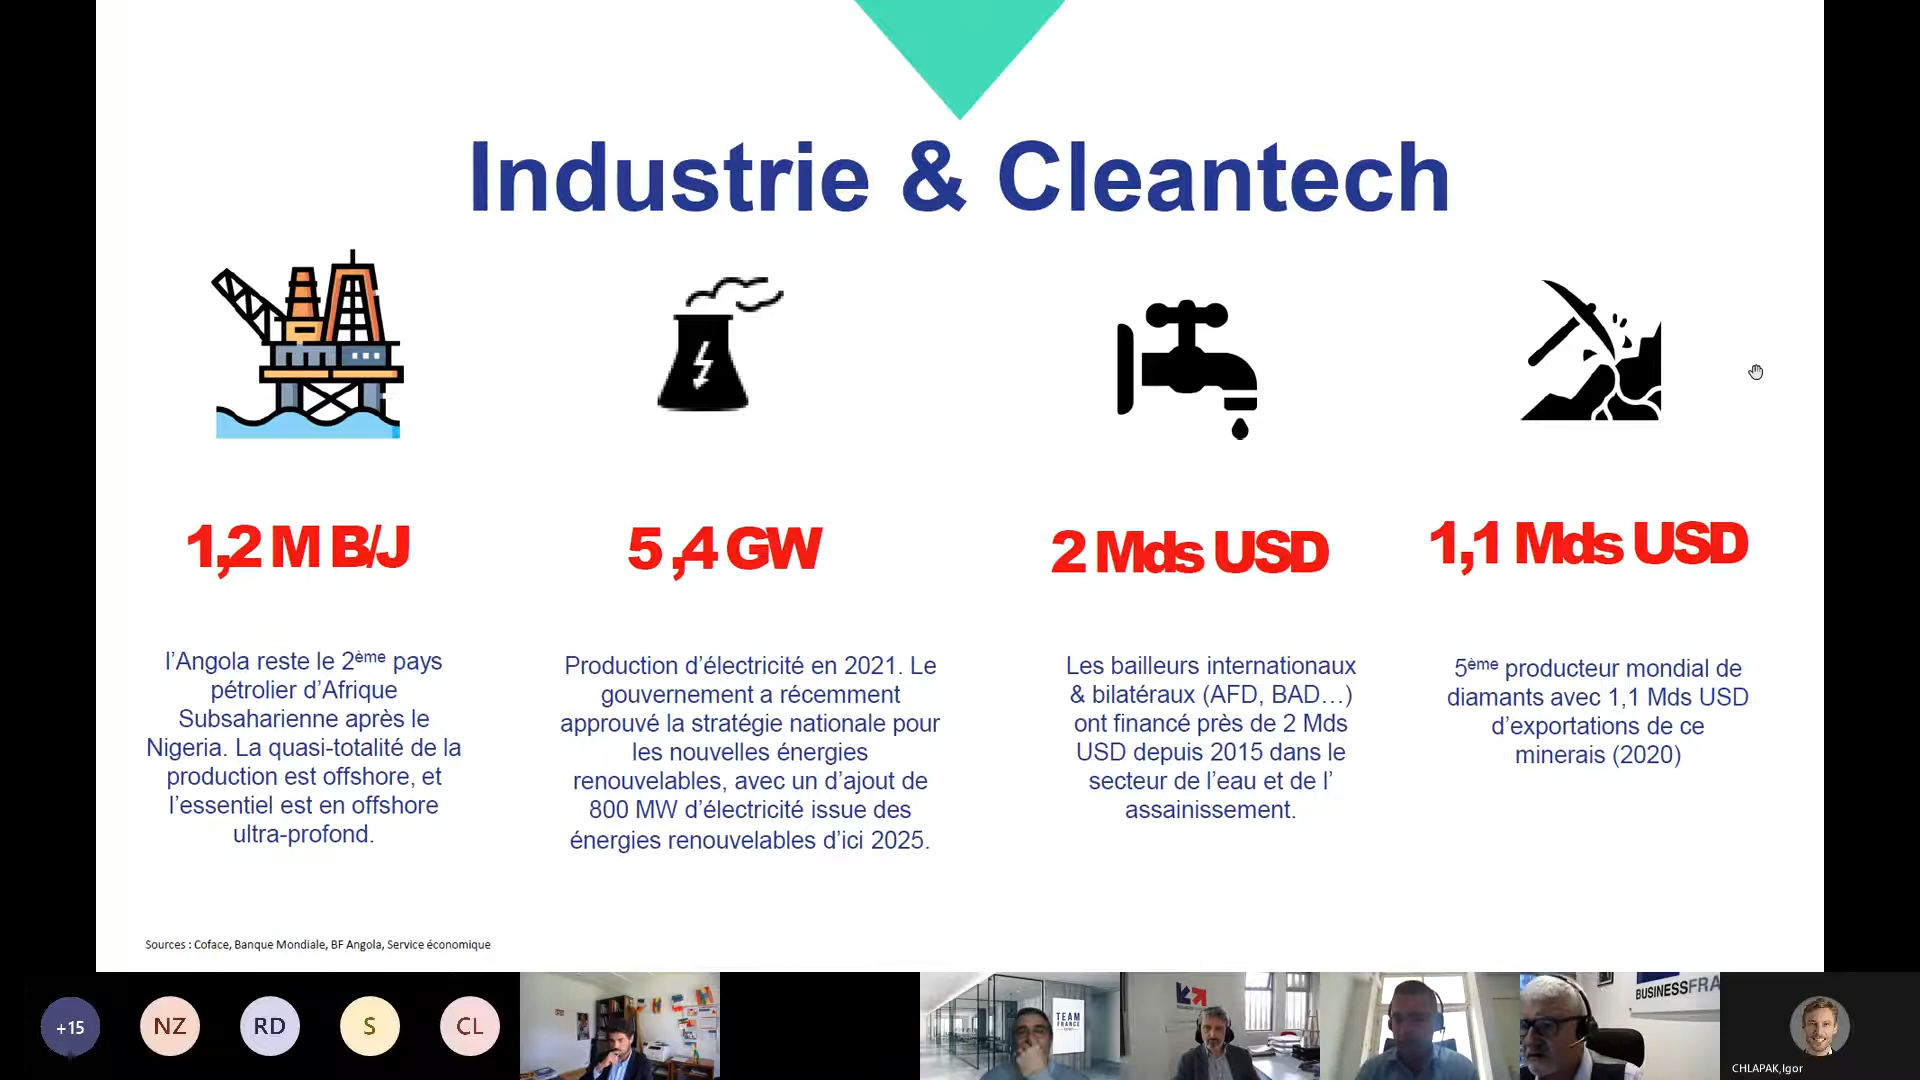 Industrie & Cleantech
1,2 M B/J
5 ,4 GW
2 Mds USD
1,1 Mds USD
l’Angola reste le 2ème pays
pétrolier d’Afrique
Subsaharienne après le
Nigeria. La quasi-totalité de la
production est offshore, et
l’essentiel est en offshore
ultra-profond.
Production d’électricité en 2021. Le
gouvernement a récemment
approuvé la stratégie nationale pour
les nouvelles énergies
renouvelables, avec un d’ajout de
800 MW d’électricité issue des
énergies renouvelables d’ici 2025.
Les bailleurs internationaux
& bilatéraux (AFD, BAD…)
ont financé près de 2 Mds
USD depuis 2015 dans le
secteur de l’eau et de l’
assainissement.
5ème producteur mondial de
diamants avec 1,1 Mds USD
d’exportations de ce
minerais (2020)
Sources : Coface, Banque Mondiale, BF Angola, Service économique
+15
NZ
RD
S
CL
TEAM
FRANCE
BUSINESSFRA
CHLAPAK,Igor